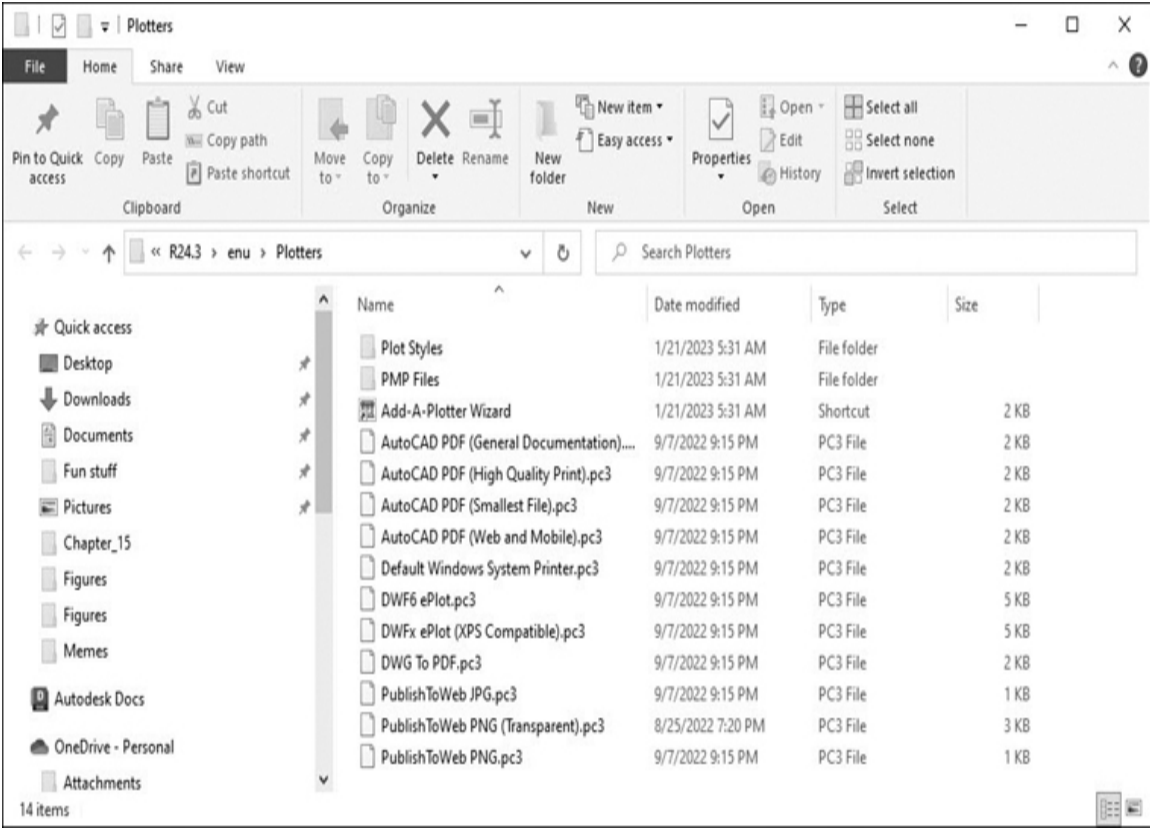 Plotters
File Home Share View
Pin to Quick access
Copy
Paste
Cut
Copy path
Paste shortcut
Clipboard
Move to
Copy to
Delete
Rename
Organize
New folder
New item
Easy access
New
Properties
Open
Edit
History
Open
Select all
Select none
Invert selection
Select
« R24.3 > enu > Plotters
Search Plotters
Quick access
Desktop
Downloads
Documents
Fun stuff
Pictures
Chapter_15
Figures
Figures
Memes
Autodesk Docs
OneDrive - Personal
Attachments
Name Date modified Type Size
Plot Styles 1/21/2023 5:31 AM File folder
PMP Files 1/21/2023 5:31 AM File folder
Add-A-Plotter Wizard 1/21/2023 5:31 AM Shortcut 2 KB
AutoCAD PDF (General Documentation).... 9/7/2022 9:15 PM PC3 File 2 KB
AutoCAD PDF (High Quality Print).pc3 9/7/2022 9:15 PM PC3 File 2 KB
AutoCAD PDF (Smallest File).pc3 9/7/2022 9:15 PM PC3 File 2 KB
AutoCAD PDF (Web and Mobile).pc3 9/7/2022 9:15 PM PC3 File 2 KB
Default Windows System Printer.pc3 9/7/2022 9:15 PM PC3 File 2 KB
DWF6 ePlot.pc3 9/7/2022 9:15 PM PC3 File 5 KB
DWFx ePlot (XPS Compatible).pc3 9/7/2022 9:15 PM PC3 File 5 KB
DWG To PDF.pc3 9/7/2022 9:15 PM PC3 File 2 KB
PublishToWeb JPG.pc3 9/7/2022 9:15 PM PC3 File 1 KB
PublishToWeb PNG (Transparent).pc3 8/25/2022 7:20 PM PC3 File 3 KB
PublishToWeb PNG.pc3 9/7/2022 9:15 PM PC3 File 1 KB
14 items